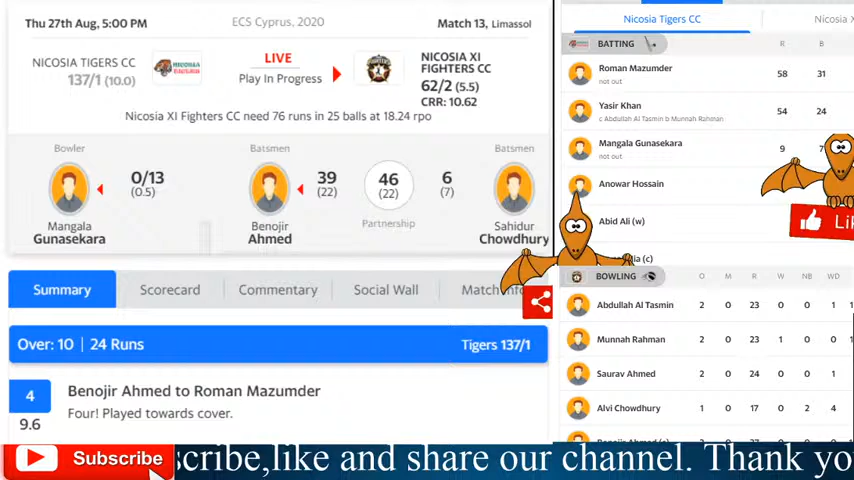 Thu 27th Aug, 5:00 PM
ECS Cyprus, 2020
Match 13, Limassol
NICOSIA TIGERS CC
137/1 (10.0)
LIVE
Play In Progress
NICOSIA XI
FIGHTERS CC
62/2 (5.5)
CRR: 10.62
Nicosia XI Fighters CC need 76 runs in 25 balls at 18.24 rpo
Bowler
Batsmen
Batsmen
0/13
(0.5)
39
(22)
46
(22)
6
(7)
Partnership
Mangala
Gunasekara
Benojir
Ahmed
Sahidur
Chowdhury
Summary
Scorecard
Commentary
Social Wall
Match Info
Over: 10 | 24 Runs
Tigers 137/1
4
9.6
Benojir Ahmed to Roman Mazumder
Four! Played towards cover.
Nicosia Tigers CC
Nicosia X
BATTING R B
Roman Mazumder 58 31
not out
Yasir Khan 54 24
c Abdullah Al Tasmin b Munnah Rahman
Mangala Gunasekara 9 7
not out
Anowar Hossain
Abid Ali (w)
(c)
Lik
BOWLING O M R W NB WD
Abdullah Al Tasmin 2 0 23 0 0 1
Munnah Rahman 2 0 23 1 0 0
Saurav Ahmed 2 0 24 0 0 1
Alvi Chowdhury 1 0 17 0 2 4
Subscribe
scribe,like and share our channel. Thank yo